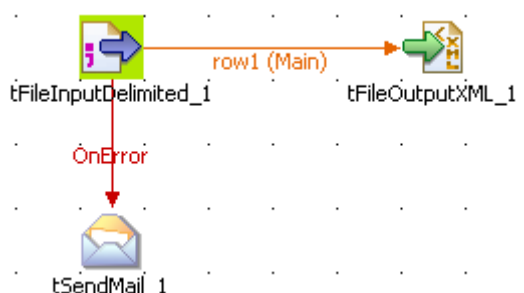 row1 (Main)
tFileInputDelimited_1
tFileOutputXML_1
OnError
tSendMail_1